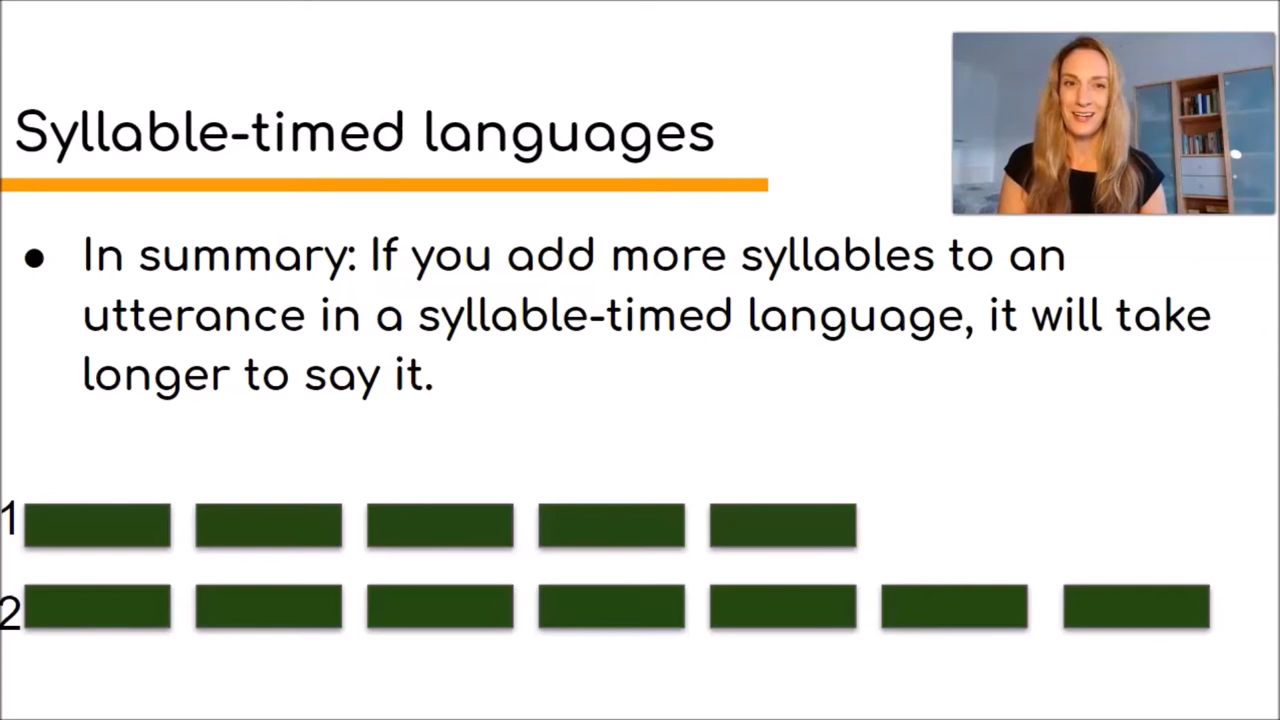 Syllable-timed languages
● In summary: If you add more syllables to an
utterance in a syllable-timed language, it will take
longer to say it.
1
2